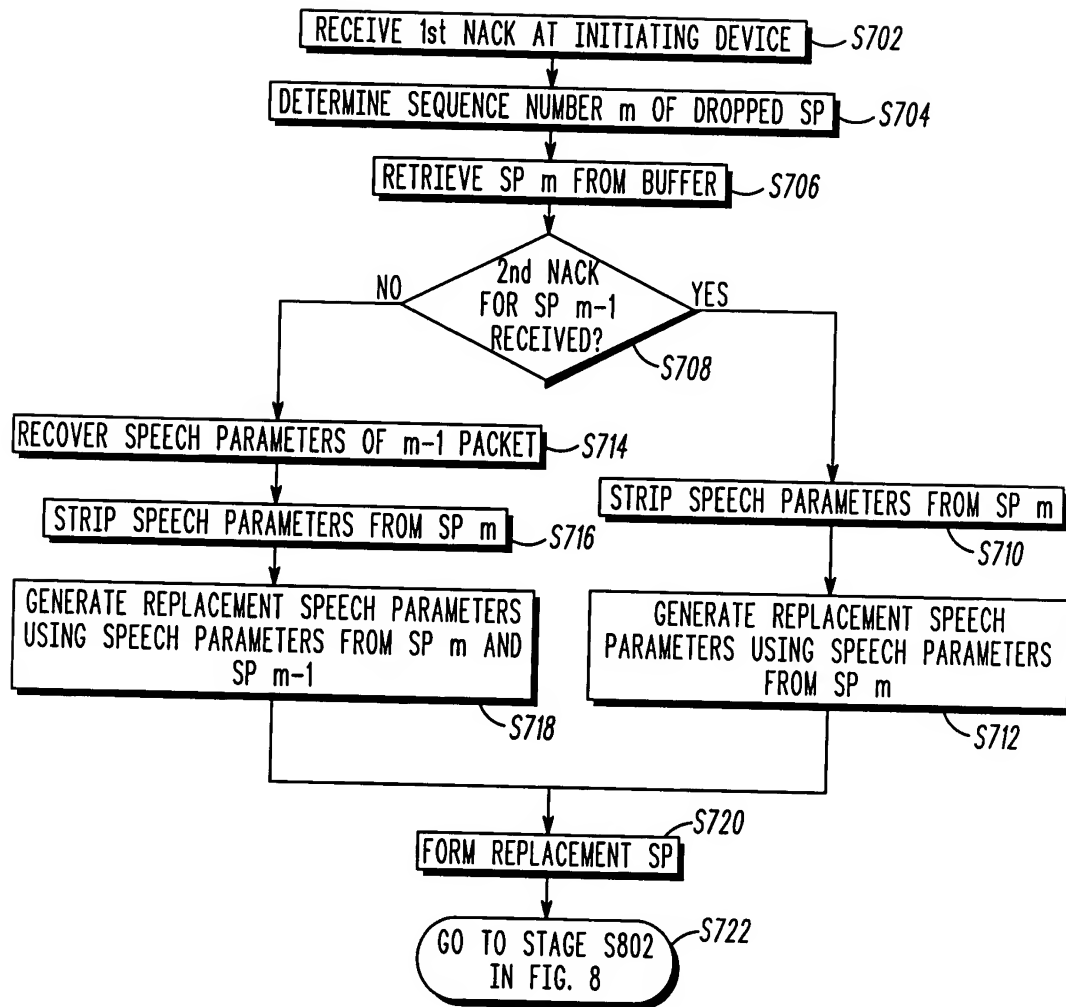 RECEIVE 1st NACK AT INITIATING DEVICE
S702
DETERMINE SEQUENCE NUMBER m OF DROPPED SP
S704
RETRIEVE SP m FROM BUFFER
S706
2nd NACK
FOR SP m-1
RECEIVED?
NO
YES
S708
RECOVER SPEECH PARAMETERS OF m-1 PACKET
S714
STRIP SPEECH PARAMETERS FROM SP m
S716
GENERATE REPLACEMENT SPEECH PARAMETERS
USING SPEECH PARAMETERS FROM SP m AND
SP m-1
S718
STRIP SPEECH PARAMETERS FROM SP m
S710
GENERATE REPLACEMENT SPEECH
PARAMETERS USING SPEECH PARAMETERS
FROM SP m
S712
S720
FORM REPLACEMENT SP
GO TO STAGE S802
IN FIG. 8
S722